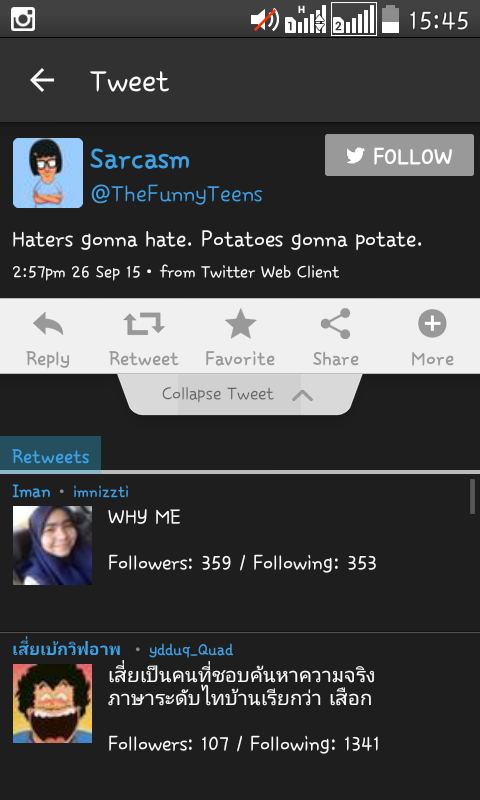 H
1 2 15:45
Tweet
Sarcasm
FOLLOW
@TheFunnyTeens
Haters gonna hate. Potatoes gonna potate.
2:57pm 26 Sep 15 • from Twitter Web Client
Reply Retweet Favorite Share More
Collapse Tweet
Retweets
Iman • imnizzti
WHY ME
Followers: 359 / Following: 353
เสี่ยเบ้กวิฟอาพ • ydduq_Quad
เสี่ยเป็นคนที่ชอบค้นหาความจริง
ภาษาระดับไทบ้านเรียกว่า เสือก
Followers: 107 / Following: 1341